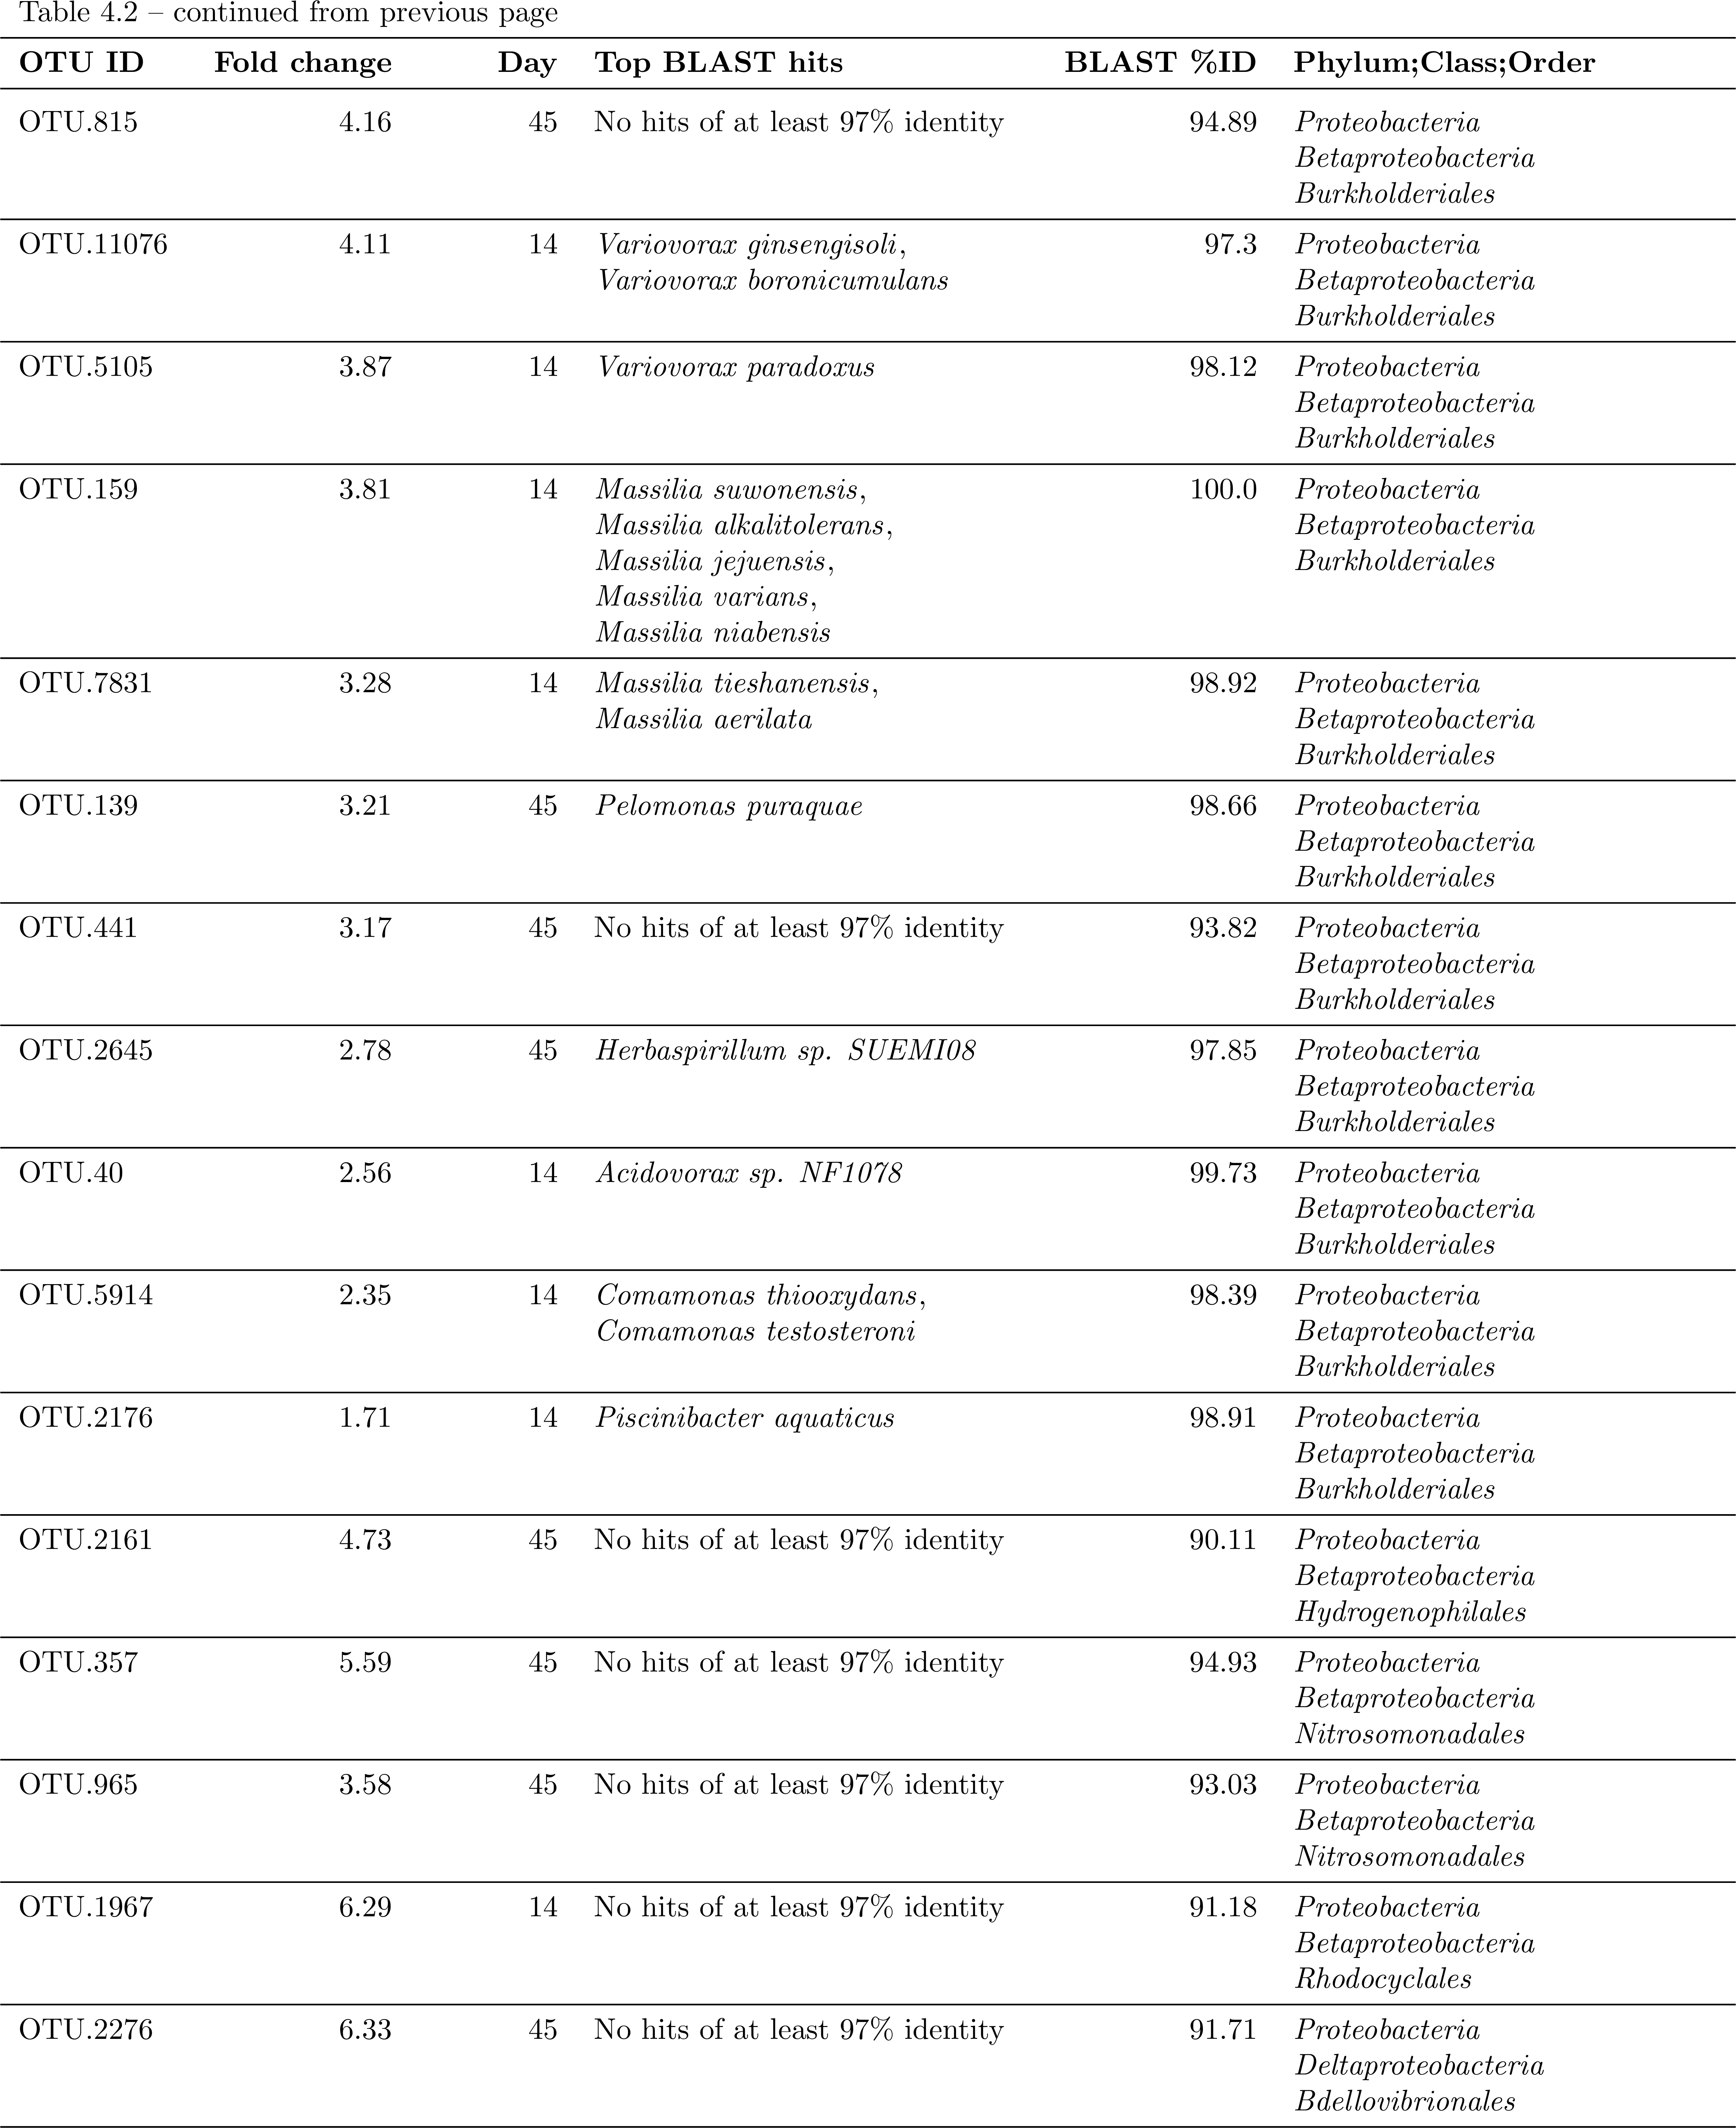 Table 4.2 – continued from previous page
OTU ID Fold change Day Top BLAST hits BLAST %ID Phylum;Class;Order
OTU.815 4.16 45 No hits of at least 97% identity 94.89 Proteobacteria
Betaproteobacteria
Burkholderiales
OTU.11076 4.11 14 Variovorax ginsengisoli, 97.3 Proteobacteria
Variovorax boronicumulans Betaproteobacteria
Burkholderiales
OTU.5105 3.87 14 Variovorax paradoxus 98.12 Proteobacteria
Betaproteobacteria
Burkholderiales
OTU.159 3.81 14 Massilia suwonensis, 100.0 Proteobacteria
Massilia alkalitolerans, Betaproteobacteria
Massilia jejuensis, Burkholderiales
Massilia varians,
Massilia niabensis
OTU.7831 3.28 14 Massilia tieshanensis, 98.92 Proteobacteria
Massilia aerilata Betaproteobacteria
Burkholderiales
OTU.139 3.21 45 Pelomonas puraquae 98.66 Proteobacteria
Betaproteobacteria
Burkholderiales
OTU.441 3.17 45 No hits of at least 97% identity 93.82 Proteobacteria
Betaproteobacteria
Burkholderiales
OTU.2645 2.78 45 Herbaspirillum sp. SUEMI08 97.85 Proteobacteria
Betaproteobacteria
Burkholderiales
OTU.40 2.56 14 Acidovorax sp. NF1078 99.73 Proteobacteria
Betaproteobacteria
Burkholderiales
OTU.5914 2.35 14 Comamonas thiooxydans, 98.39 Proteobacteria
Comamonas testosteroni Betaproteobacteria
Burkholderiales
OTU.2176 1.71 14 Piscinibacter aquaticus 98.91 Proteobacteria
Betaproteobacteria
Burkholderiales
OTU.2161 4.73 45 No hits of at least 97% identity 90.11 Proteobacteria
Betaproteobacteria
Hydrogenophilales
OTU.357 5.59 45 No hits of at least 97% identity 94.93 Proteobacteria
Betaproteobacteria
Nitrosomonadales
OTU.965 3.58 45 No hits of at least 97% identity 93.03 Proteobacteria
Betaproteobacteria
Nitrosomonadales
OTU.1967 6.29 14 No hits of at least 97% identity 91.18 Proteobacteria
Betaproteobacteria
Rhodocyclales
OTU.2276 6.33 45 No hits of at least 97% identity 91.71 Proteobacteria
Deltaproteobacteria
Bdellovibrionales